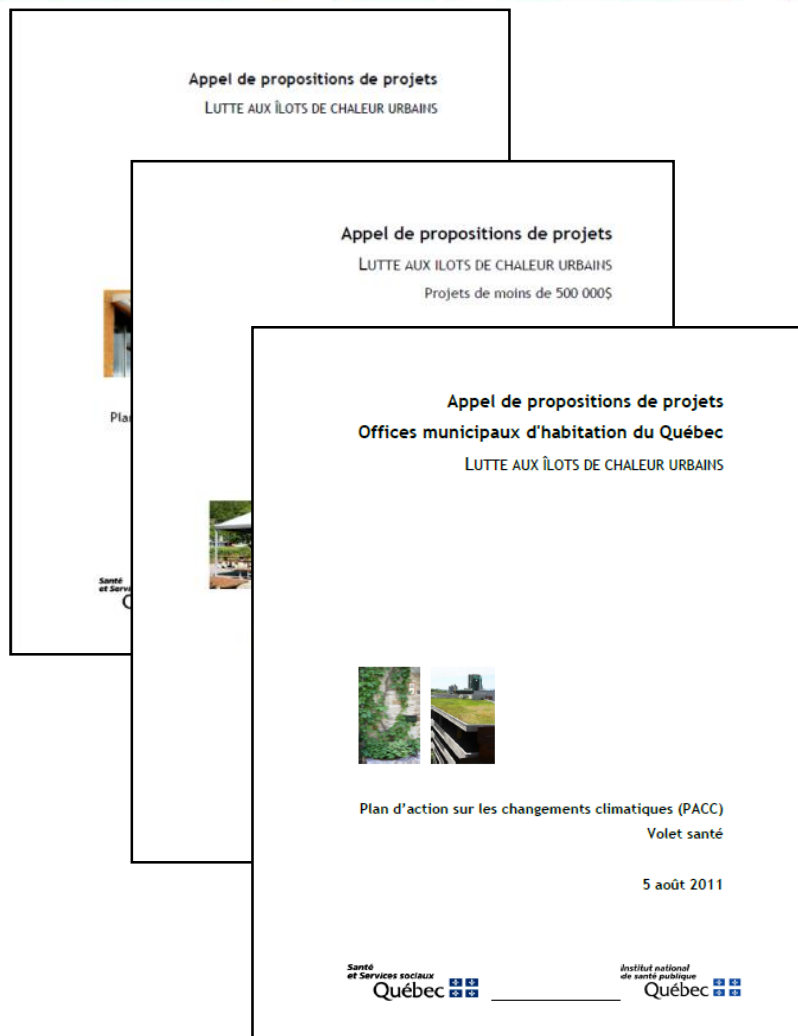 Appel de propositions de projets
LUTTE AUX ÎLOTS DE CHALEUR URBAINS
Santé
Appel de propositions de projets
LUTTE AUX ILOTS DE CHALEUR URBAINS
Projets de moins de 500 000$
Appel de propositions de projets
Offices municipaux d'habitation du Québec
LUTTE AUX ÎLOTS DE CHALEUR URBAINS
Plan d'action sur les changements climatiques (PACC)
Volet santé
5 août 2011
Santé
et Services sociaux
Québec
Institut national
de santé publique
Québec